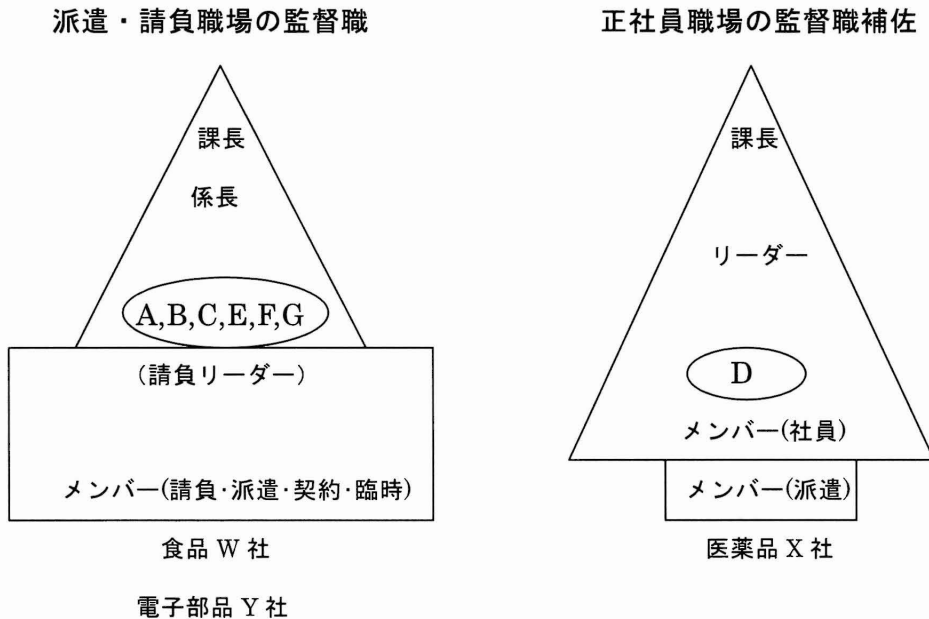 派遣・請負職場の監督職
課長
係長
A,B,C,E,F,G
(請負リーダー)
メンバー(請負･派遣･契約･臨時)
食品 W 社
電子部品 Y 社
正社員職場の監督職補佐
課長
リーダー
D
メンバー(社員)
メンバー(派遣)
医薬品 X 社